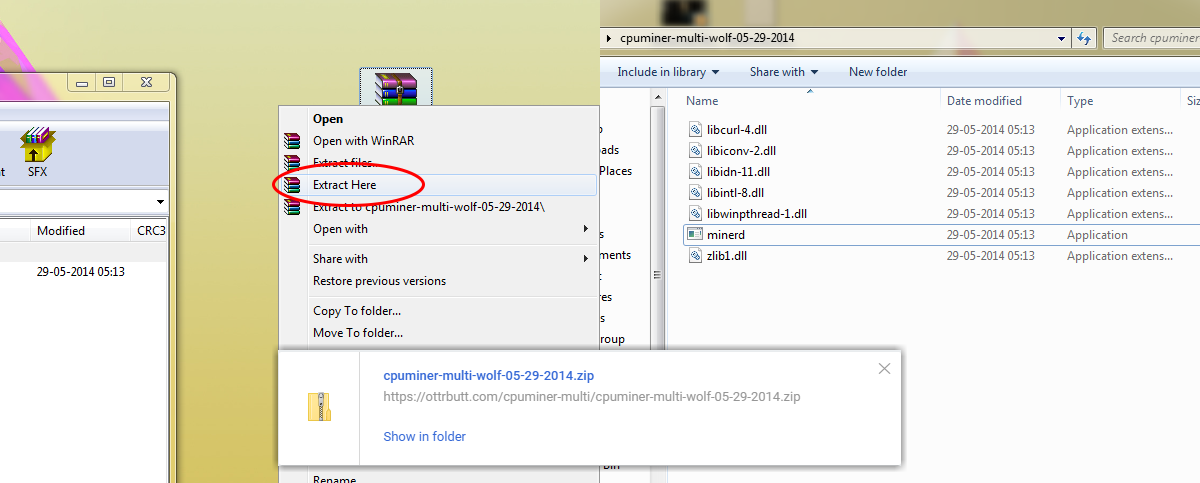 SFX
Modified
CRC3
29-05-2014 05:13
Open
Open with WinRAR
Extract files...
Extract Here
Extract to cpuminer-multi-wolf-05-29-2014\
Open with
Share with
Restore previous versions
Copy To folder...
Move To folder...
cpuminer-multi-wolf-05-29-2014.zip
https://ottrbutt.com/cpuminer-multi/cpuminer-multi-wolf-05-29-2014.zip
Show in folder
Rename
cpuminer-multi-wolf-05-29-2014
Search cpuminer
Include in library
Share with
New folder
Name
Date modified
Type
libcurl-4.dll 29-05-2014 05:13 Application extens...
libiconv-2.dll 29-05-2014 05:13 Application extens...
libidn-11.dll 29-05-2014 05:13 Application extens...
libintl-8.dll 29-05-2014 05:13 Application extens...
libwinpthread-1.dll 29-05-2014 05:13 Application extens...
minerd 29-05-2014 05:13 Application
zlib1.dll 29-05-2014 05:13 Application extens...
oads
Places
ments
res
roup